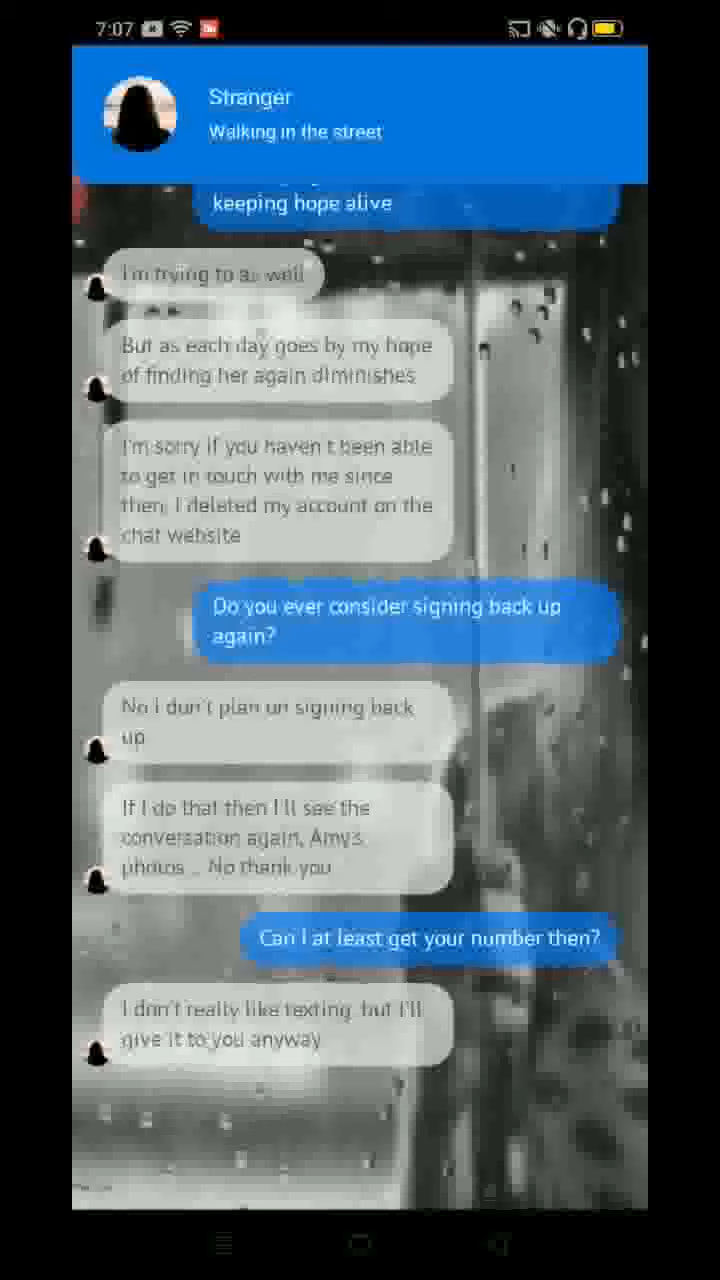 7:07
Stranger
Walking in the street
keeping hope alive
I'm trying to as well
But as each day goes by my hope
of finding her again diminishes
I'm sorry if you haven't been able
to get in touch with me since
then, I deleted my account on the
chat website
Do you ever consider signing back up
again?
No I don't plan on signing back
up
If I do that then I'll see the
conversation again, Amy's
photos... No thank you
Can I at least get your number then?
I don't really like texting, but I'll
give it to you anyway